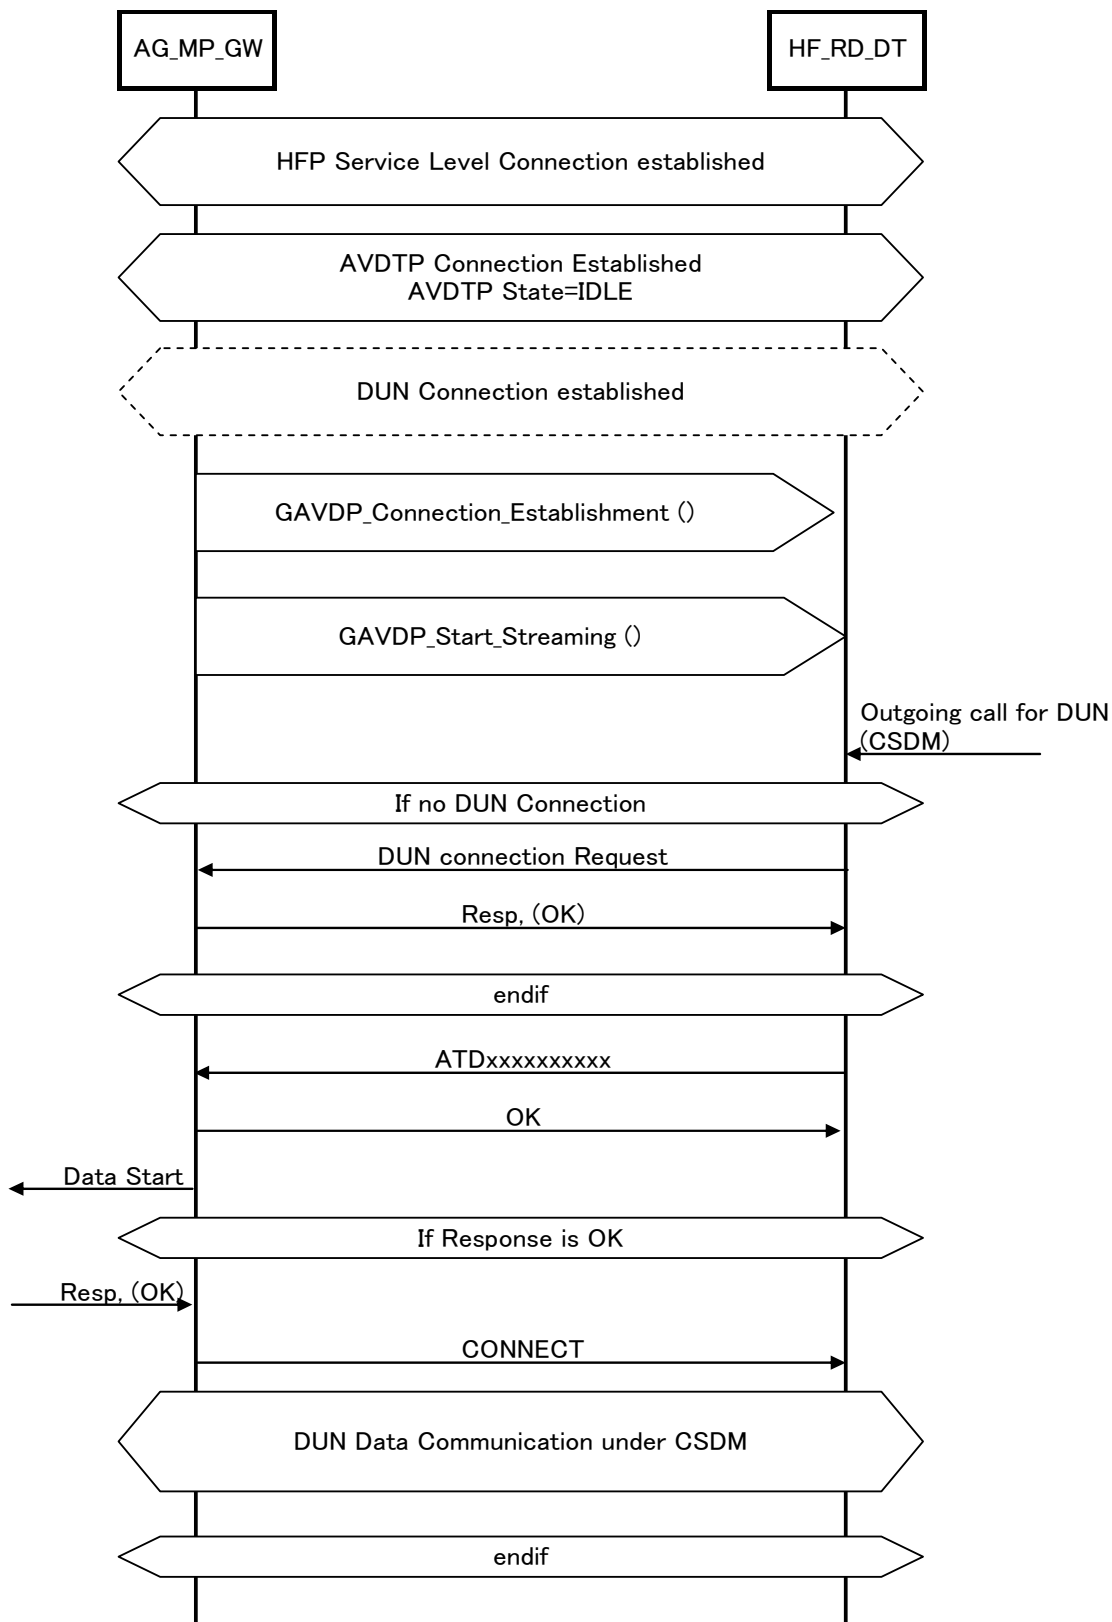 AG_MP_GW
HF_RD_DT
HFP Service Level Connection established
AVDTP Connection Established
AVDTP State=IDLE
DUN Connection established
GAVDP_Connection_Establishment ()
GAVDP_Start_Streaming ()
Outgoing call for DUN
(CSDM)
If no DUN Connection
DUN connection Request
Resp, (OK)
endif
ATDxxxxxxxxxx
OK
Data Start
If Response is OK
Resp, (OK)
CONNECT
DUN Data Communication under CSDM
endif